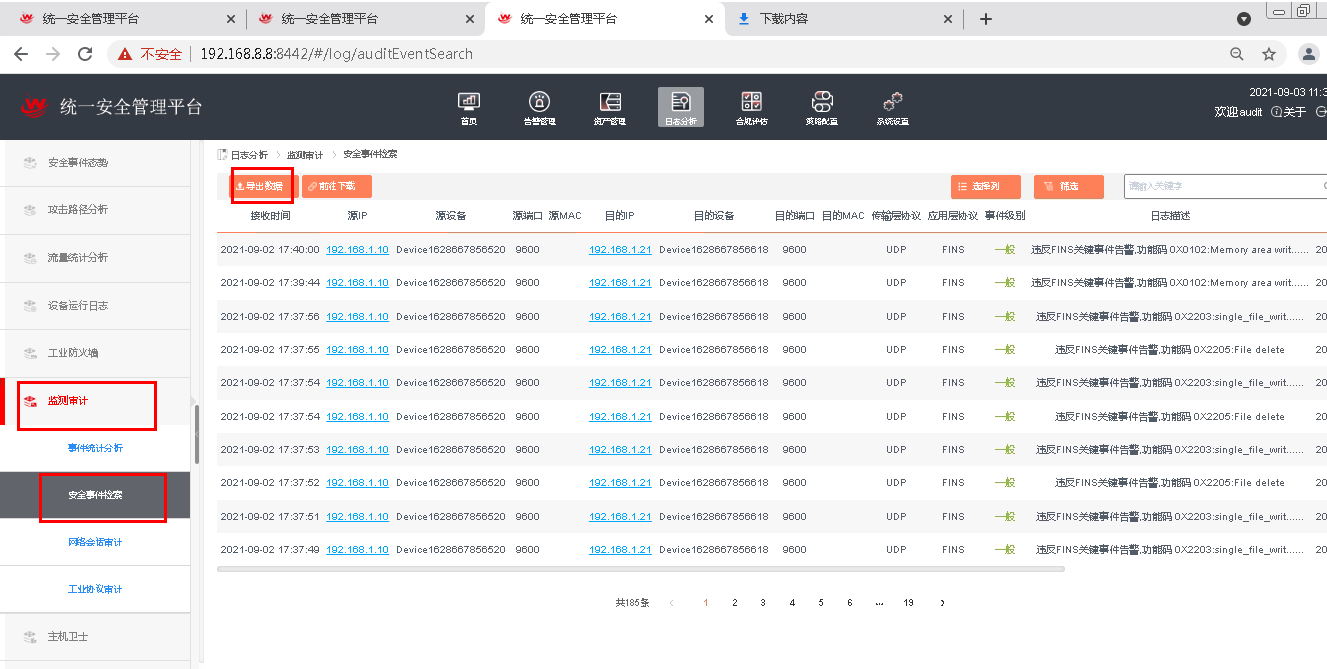 统一安全管理平台 统一安全管理平台 统一安全管理平台 下载内容
不安全 192.168.8.8:8442/#/log/auditEventSearch
统一安全管理平台
2021-09-03 11:3
欢迎audit 关于
首页 告警管理 资产管理 日志分析 合规评估 策略配置 系统设置
日志分析 监测审计 安全事件检索
导出数据 前往下载 选择列 筛选 请输入关键字
接收时间 源IP 源设备 源端口 源MAC 目的IP 目的设备 目的端口 目的MAC 传输层协议 应用层协议 事件级别 日志描述
2021-09-02 17:40:00 192.168.1.10 Device1628667856520 9600 192.168.1.21 Device1628667856618 9600 UDP FINS 一般 违反FINS关键事件告警,功能码 0X0102:Memory area writ...... 20
2021-09-02 17:39:44 192.168.1.10 Device1628667856520 9600 192.168.1.21 Device1628667856618 9600 UDP FINS 一般 违反FINS关键事件告警,功能码 0X0102:Memory area writ...... 20
2021-09-02 17:37:56 192.168.1.10 Device1628667856520 9600 192.168.1.21 Device1628667856618 9600 UDP FINS 一般 违反FINS关键事件告警,功能码 0X2203:single_file_writ...... 20
2021-09-02 17:37:55 192.168.1.10 Device1628667856520 9600 192.168.1.21 Device1628667856618 9600 UDP FINS 一般 违反FINS关键事件告警,功能码 0X2205:File delete 20
2021-09-02 17:37:54 192.168.1.10 Device1628667856520 9600 192.168.1.21 Device1628667856618 9600 UDP FINS 一般 违反FINS关键事件告警,功能码 0X2203:single_file_writ...... 20
2021-09-02 17:37:54 192.168.1.10 Device1628667856520 9600 192.168.1.21 Device1628667856618 9600 UDP FINS 一般 违反FINS关键事件告警,功能码 0X2205:File delete 20
2021-09-02 17:37:53 192.168.1.10 Device1628667856520 9600 192.168.1.21 Device1628667856618 9600 UDP FINS 一般 违反FINS关键事件告警,功能码 0X2203:single_file_writ...... 20
2021-09-02 17:37:52 192.168.1.10 Device1628667856520 9600 192.168.1.21 Device1628667856618 9600 UDP FINS 一般 违反FINS关键事件告警,功能码 0X2205:File delete 20
2021-09-02 17:37:51 192.168.1.10 Device1628667856520 9600 192.168.1.21 Device1628667856618 9600 UDP FINS 一般 违反FINS关键事件告警,功能码 0X2203:single_file_writ...... 20
2021-09-02 17:37:49 192.168.1.10 Device1628667856520 9600 192.168.1.21 Device1628667856618 9600 UDP FINS 一般 违反FINS关键事件告警,功能码 0X2203:single_file_writ...... 20
共185条 1 2 3 4 5 6 ... 19
安全事件态势
攻击路径分析
流量统计分析
设备运行日志
工业防火墙
监测审计
事件统计分析
安全事件检索
网络会话审计
工业协议审计
主机卫士